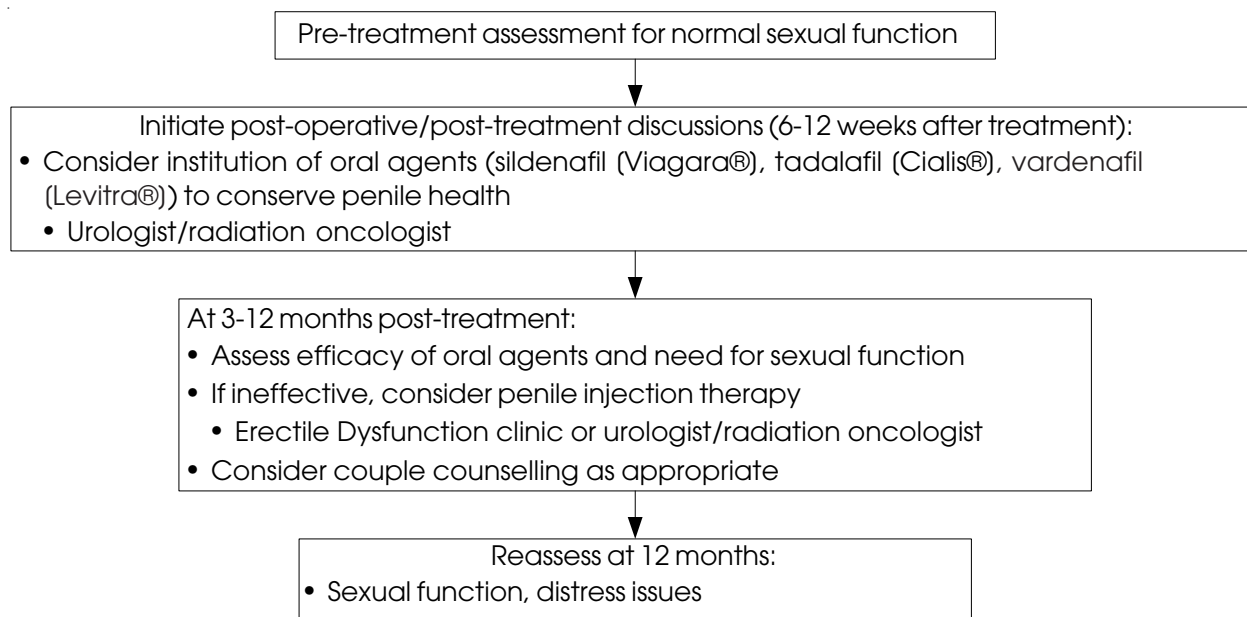 Pre-treatment assessment for normal sexual function
Initiate post-operative/post-treatment discussions (6-12 weeks after treatment):
• Consider institution of oral agents (sildenafil (Viagara®), tadalafil (Cialis®), vardenafil
(Levitra®)) to conserve penile health
• Urologist/radiation oncologist
At 3-12 months post-treatment:
• Assess efficacy of oral agents and need for sexual function
• If ineffective, consider penile injection therapy
• Erectile Dysfunction clinic or urologist/radiation oncologist
• Consider couple counselling as appropriate
Reassess at 12 months:
• Sexual function, distress issues